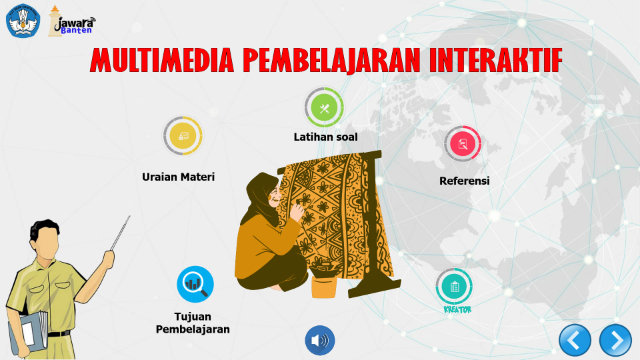 jawara
Banten
MULTIMEDIA PEMBELAJARAN INTERAKTIF
Latihan soal
Uraian Materi
Referensi
Tujuan
Pembelajaran
KREATOR